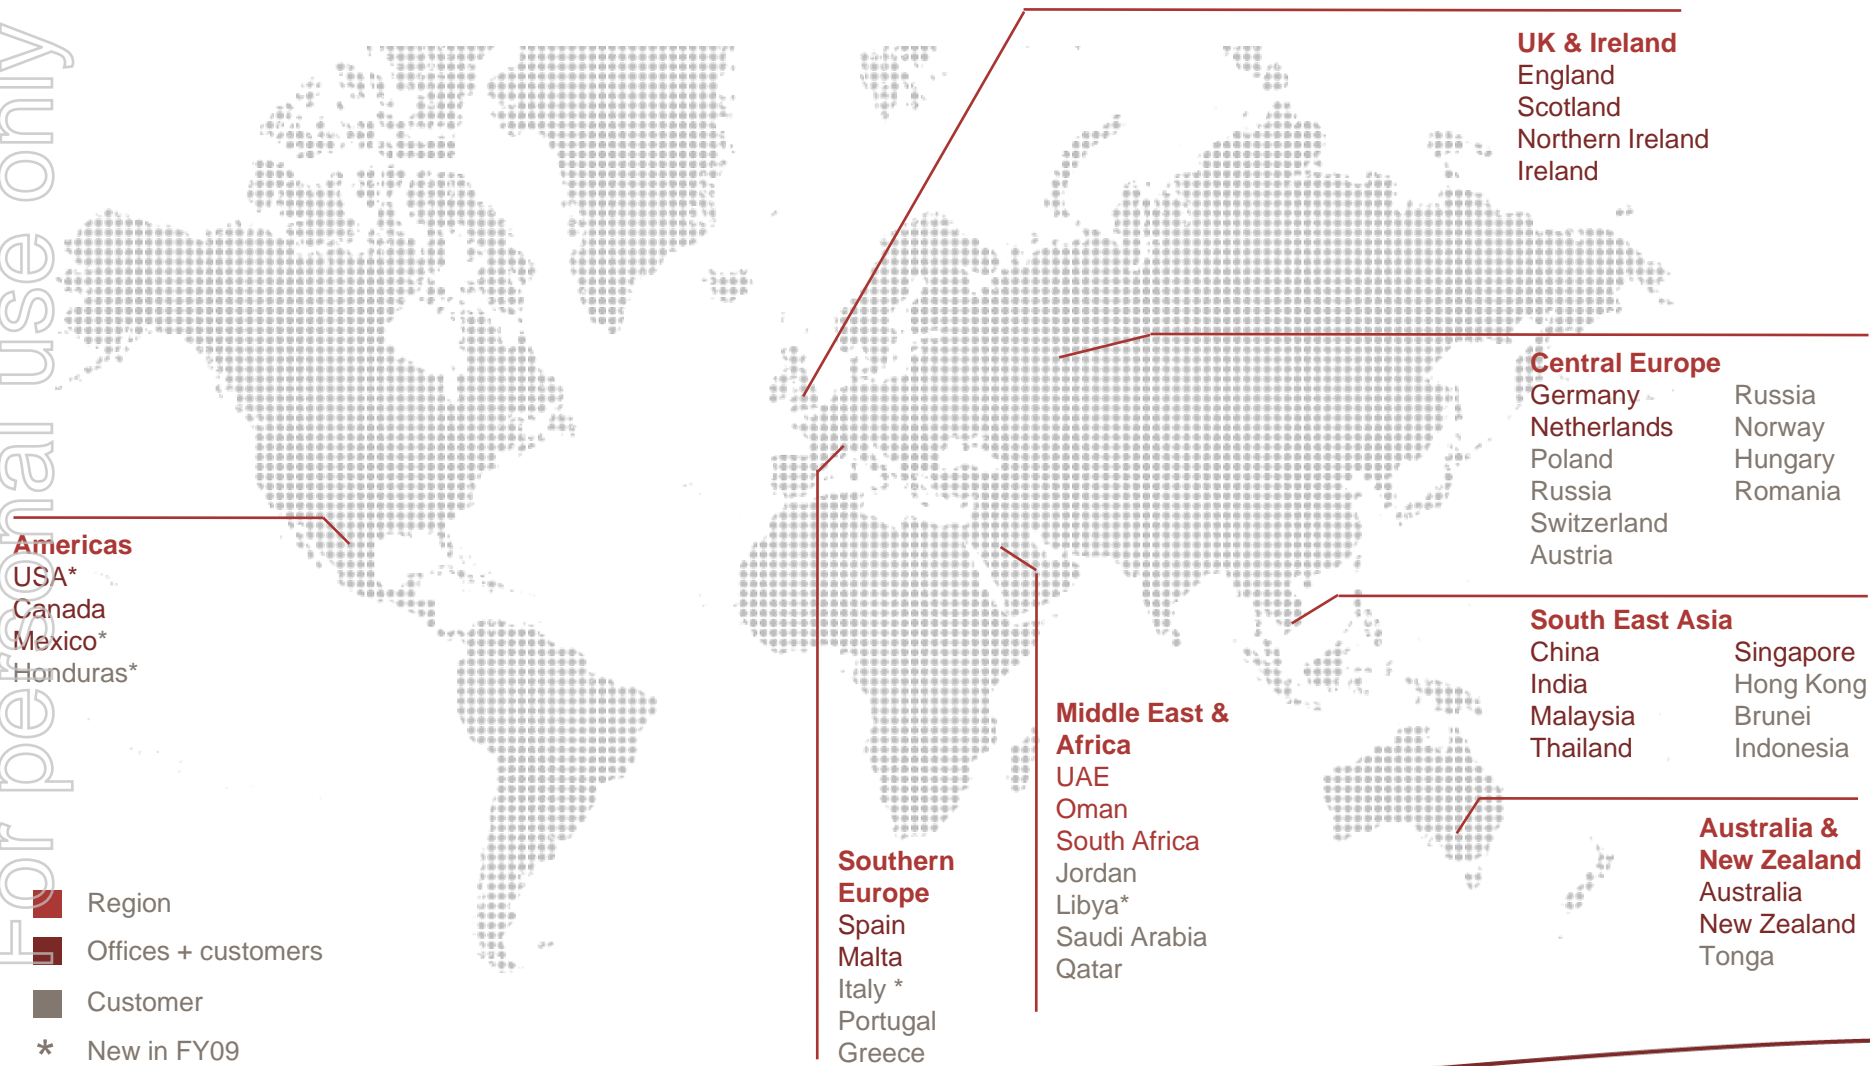 For personal use only
UK & Ireland
England
Scotland
Northern Ireland
Ireland
Central Europe
Germany
Netherlands
Poland
Russia
Switzerland
Austria
Russia
Norway
Hungary
Romania
Americas
USA*
Canada
Mexico*
Honduras*
South East Asia
China
India
Malaysia
Thailand
Singapore
Hong Kong
Brunei
Indonesia
Middle East &
Africa
UAE
Oman
South Africa
Jordan
Libya*
Saudi Arabia
Qatar
Southern
Europe
Spain
Malta
Italy *
Portugal
Greece
Australia &
New Zealand
Australia
New Zealand
Tonga
Region
Offices + customers
Customer
* New in FY09